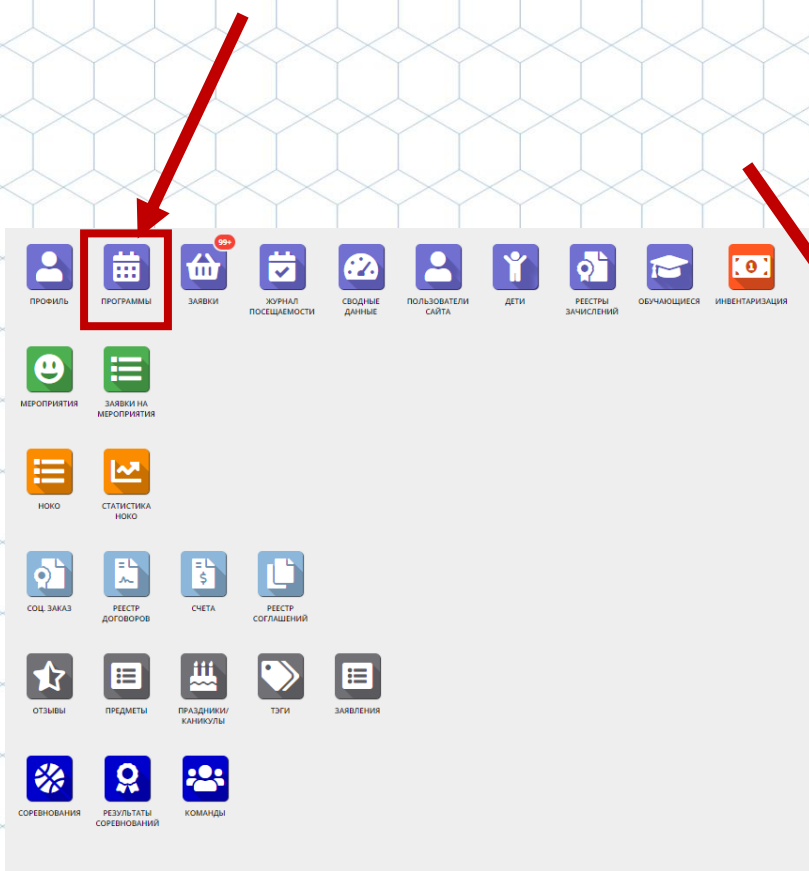 99+
ПРОФИЛЬ
ПРОГРАММЫ
ЗАЯВКИ
ЖУРНАЛ
ПОСЕЩАЕМОСТИ
СВОДНЫЕ
ДАННЫЕ
ПОЛЬЗОВАТЕЛИ
САЙТА
ДЕТИ
РЕЕСТРЫ
ЗАЧИСЛЕНИЙ
ОБУЧАЮЩИЕСЯ
ИНВЕНТАРИЗАЦИЯ
МЕРОПРИЯТИЯ
ЗАЯВКИ НА
МЕРОПРИЯТИЯ
НОКО
СТАТИСТИКА
НОКО
СОЦ. ЗАКАЗ
РЕЕСТР
ДОГОВОРОВ
СЧЕТА
РЕЕСТР
СОГЛАШЕНИЙ
ОТЗЫВЫ
ПРЕДМЕТЫ
ПРАЗДНИКИ/
КАНИКУЛЫ
ТЭГИ
ЗАЯВЛЕНИЯ
СОРЕВНОВАНИЯ
РЕЗУЛЬТАТЫ
СОРЕВНОВАНИЙ
КОМАНДЫ